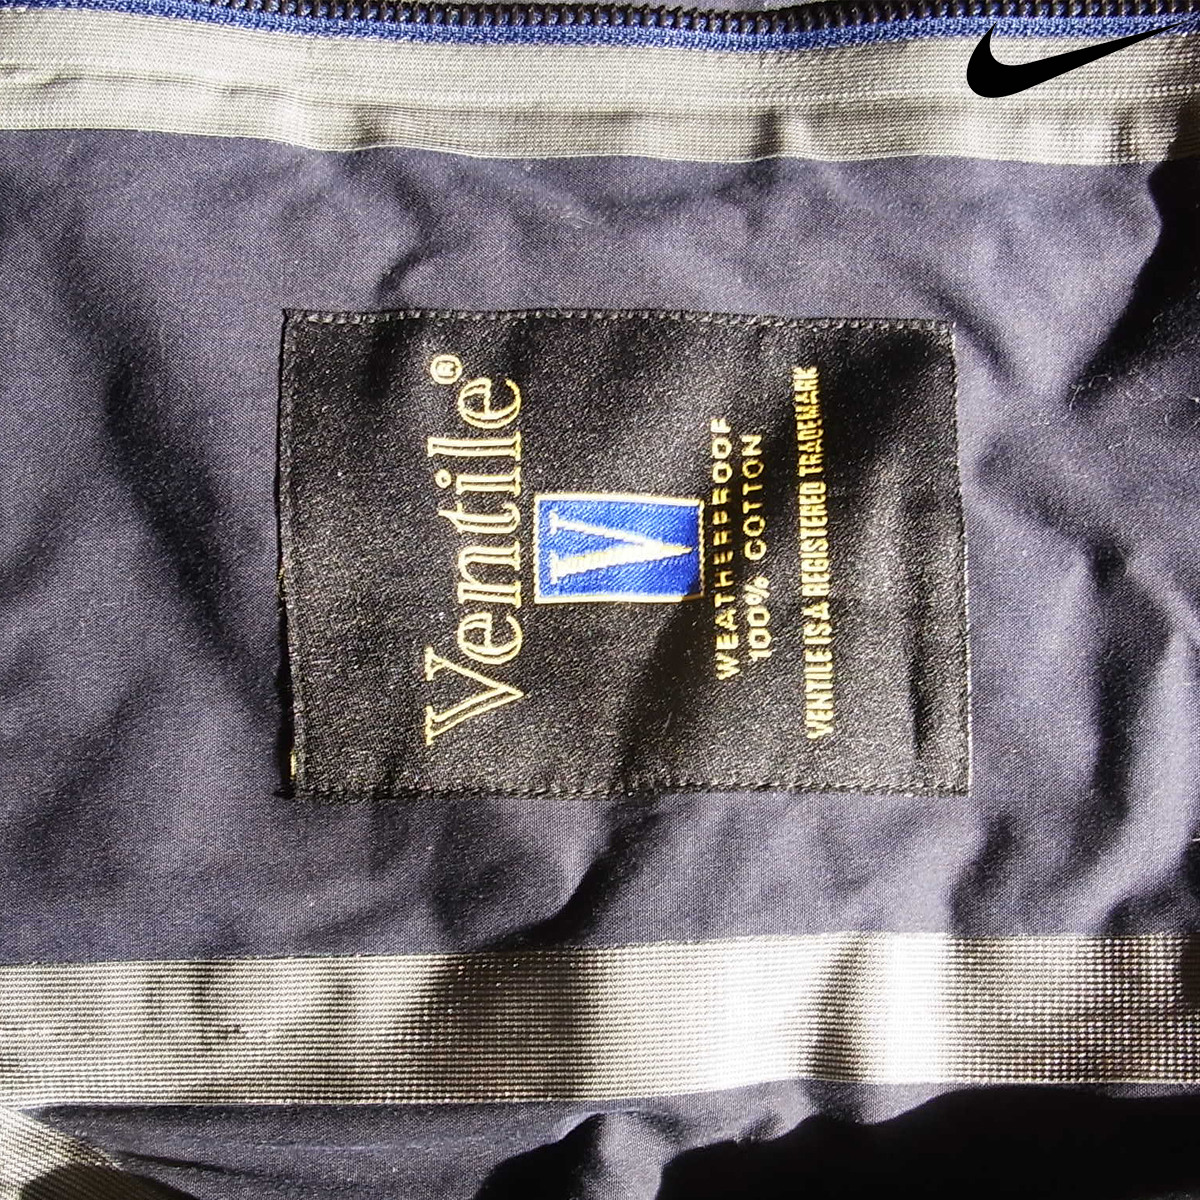 Ventile®
V
WEATHERPROOF
100% COTTON
VENTILE IS A REGISTERED TRADEMARK